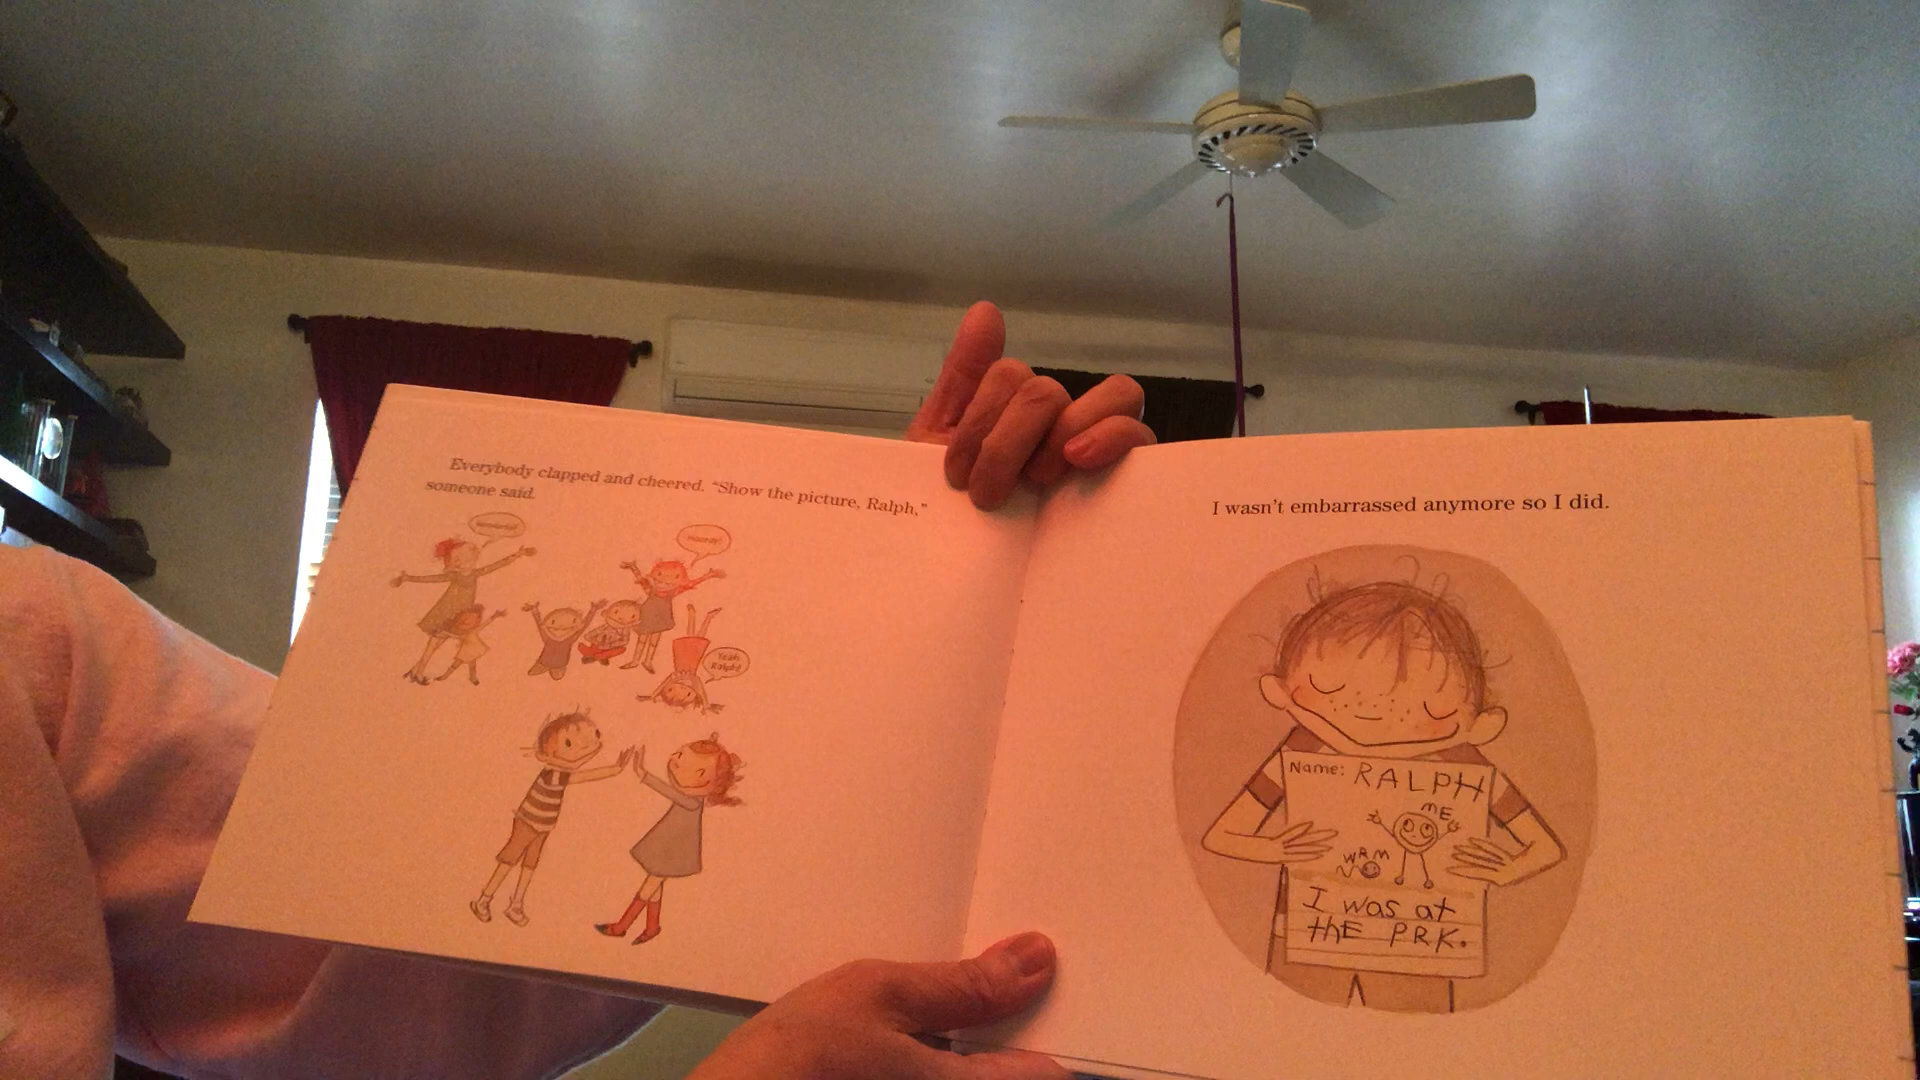 Everybody clapped and cheered. "Show the picture, Ralph,"
someone said.
Hooray!
Yeah
Ralph!
I wasn't embarrassed anymore so I did.
Name: RALPH
mE
WRM
I was at
thE PRK.